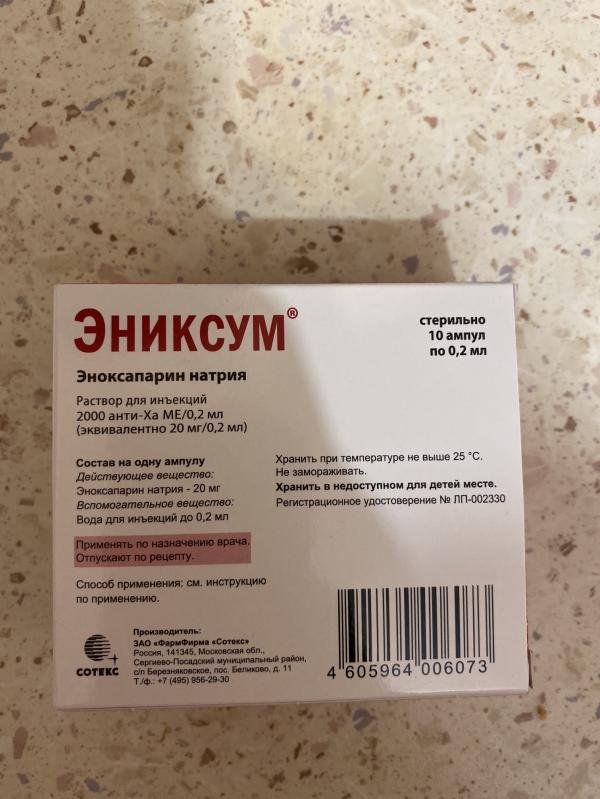 ЭНИКСУМ®
Эноксапарин натрия
Раствор для инъекций
2000 анти-Ха МЕ/0,2 мл
(эквивалентно 20 мг/0,2 мл)
стерильно
10 ампул
по 0,2 мл
Состав на одну ампулу
Действующее вещество:
Эноксапарин натрия - 20 мг
Вспомогательное вещество:
Вода для инъекций до 0,2 мл
Хранить при температуре не выше 25 °С.
Не замораживать.
Хранить в недоступном для детей месте.
Регистрационное удостоверение № ЛП-002330
Применять по назначению врача.
Отпускают по рецепту.
Способ применения: см. инструкцию
по применению.
СОТЕКС
Производитель:
ЗАО «ФармФирма «Сотекс»
Россия, 141345, Московская обл.,
Сергиево-Посадский муниципальный район,
с/п Березняковское, пос. Беликово, д. 11
Т./ф.: +7 (495) 956-29-30
4 605964 006073